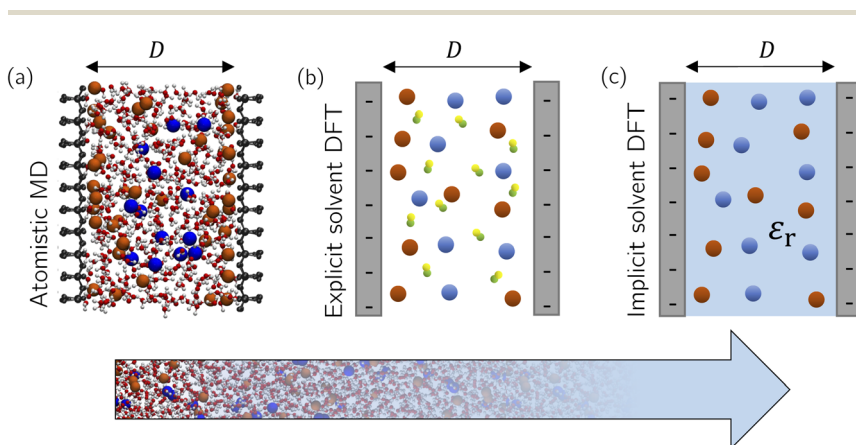 D
D
D
(a)
(b)
(c)
Atomistic MD
Explicit solvent DFT
Implicit solvent DFT
εr